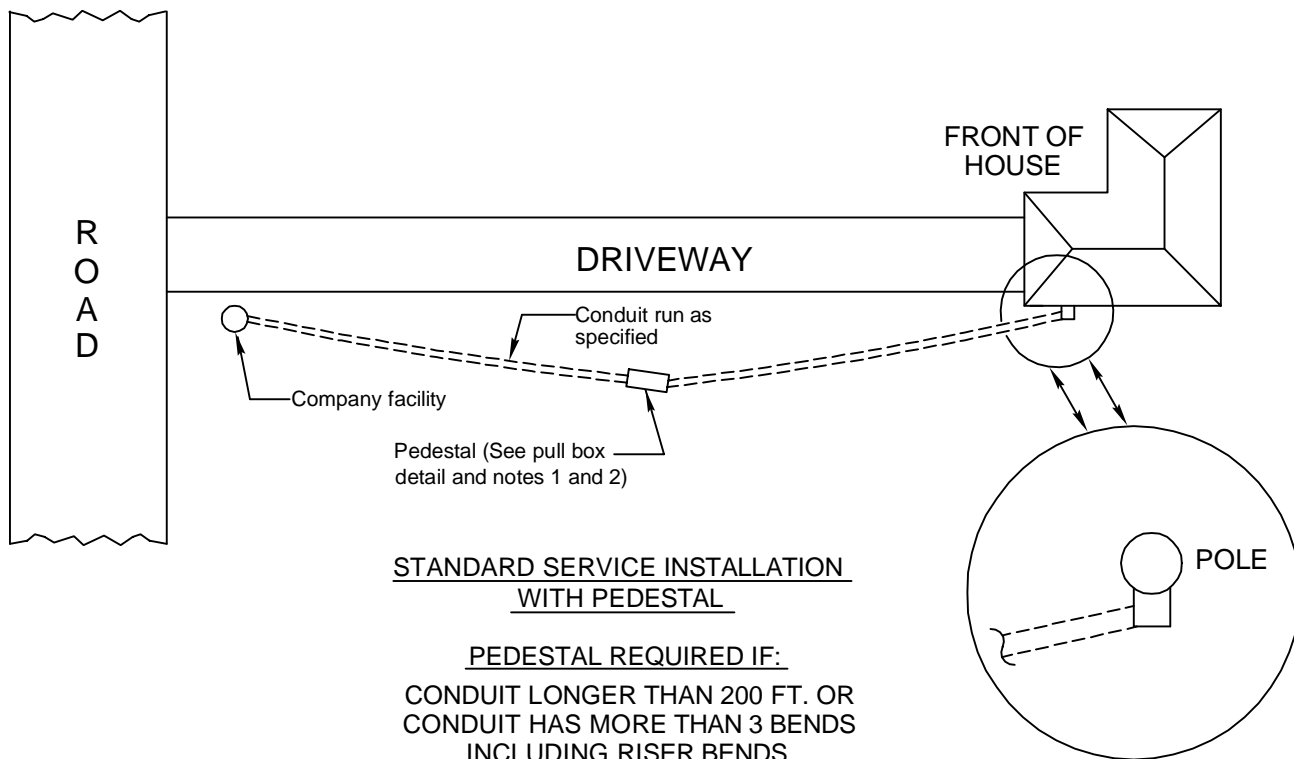 FRONT OF
HOUSE
ROAD
DRIVEWAY
Conduit run as
specified
Company facility
Pedestal (See pull box
detail and notes 1 and 2)
STANDARD SERVICE INSTALLATION
WITH PEDESTAL
POLE
PEDESTAL REQUIRED IF:
CONDUIT LONGER THAN 200 FT. OR
CONDUIT HAS MORE THAN 3 BENDS
INCLUDING RISER BENDS